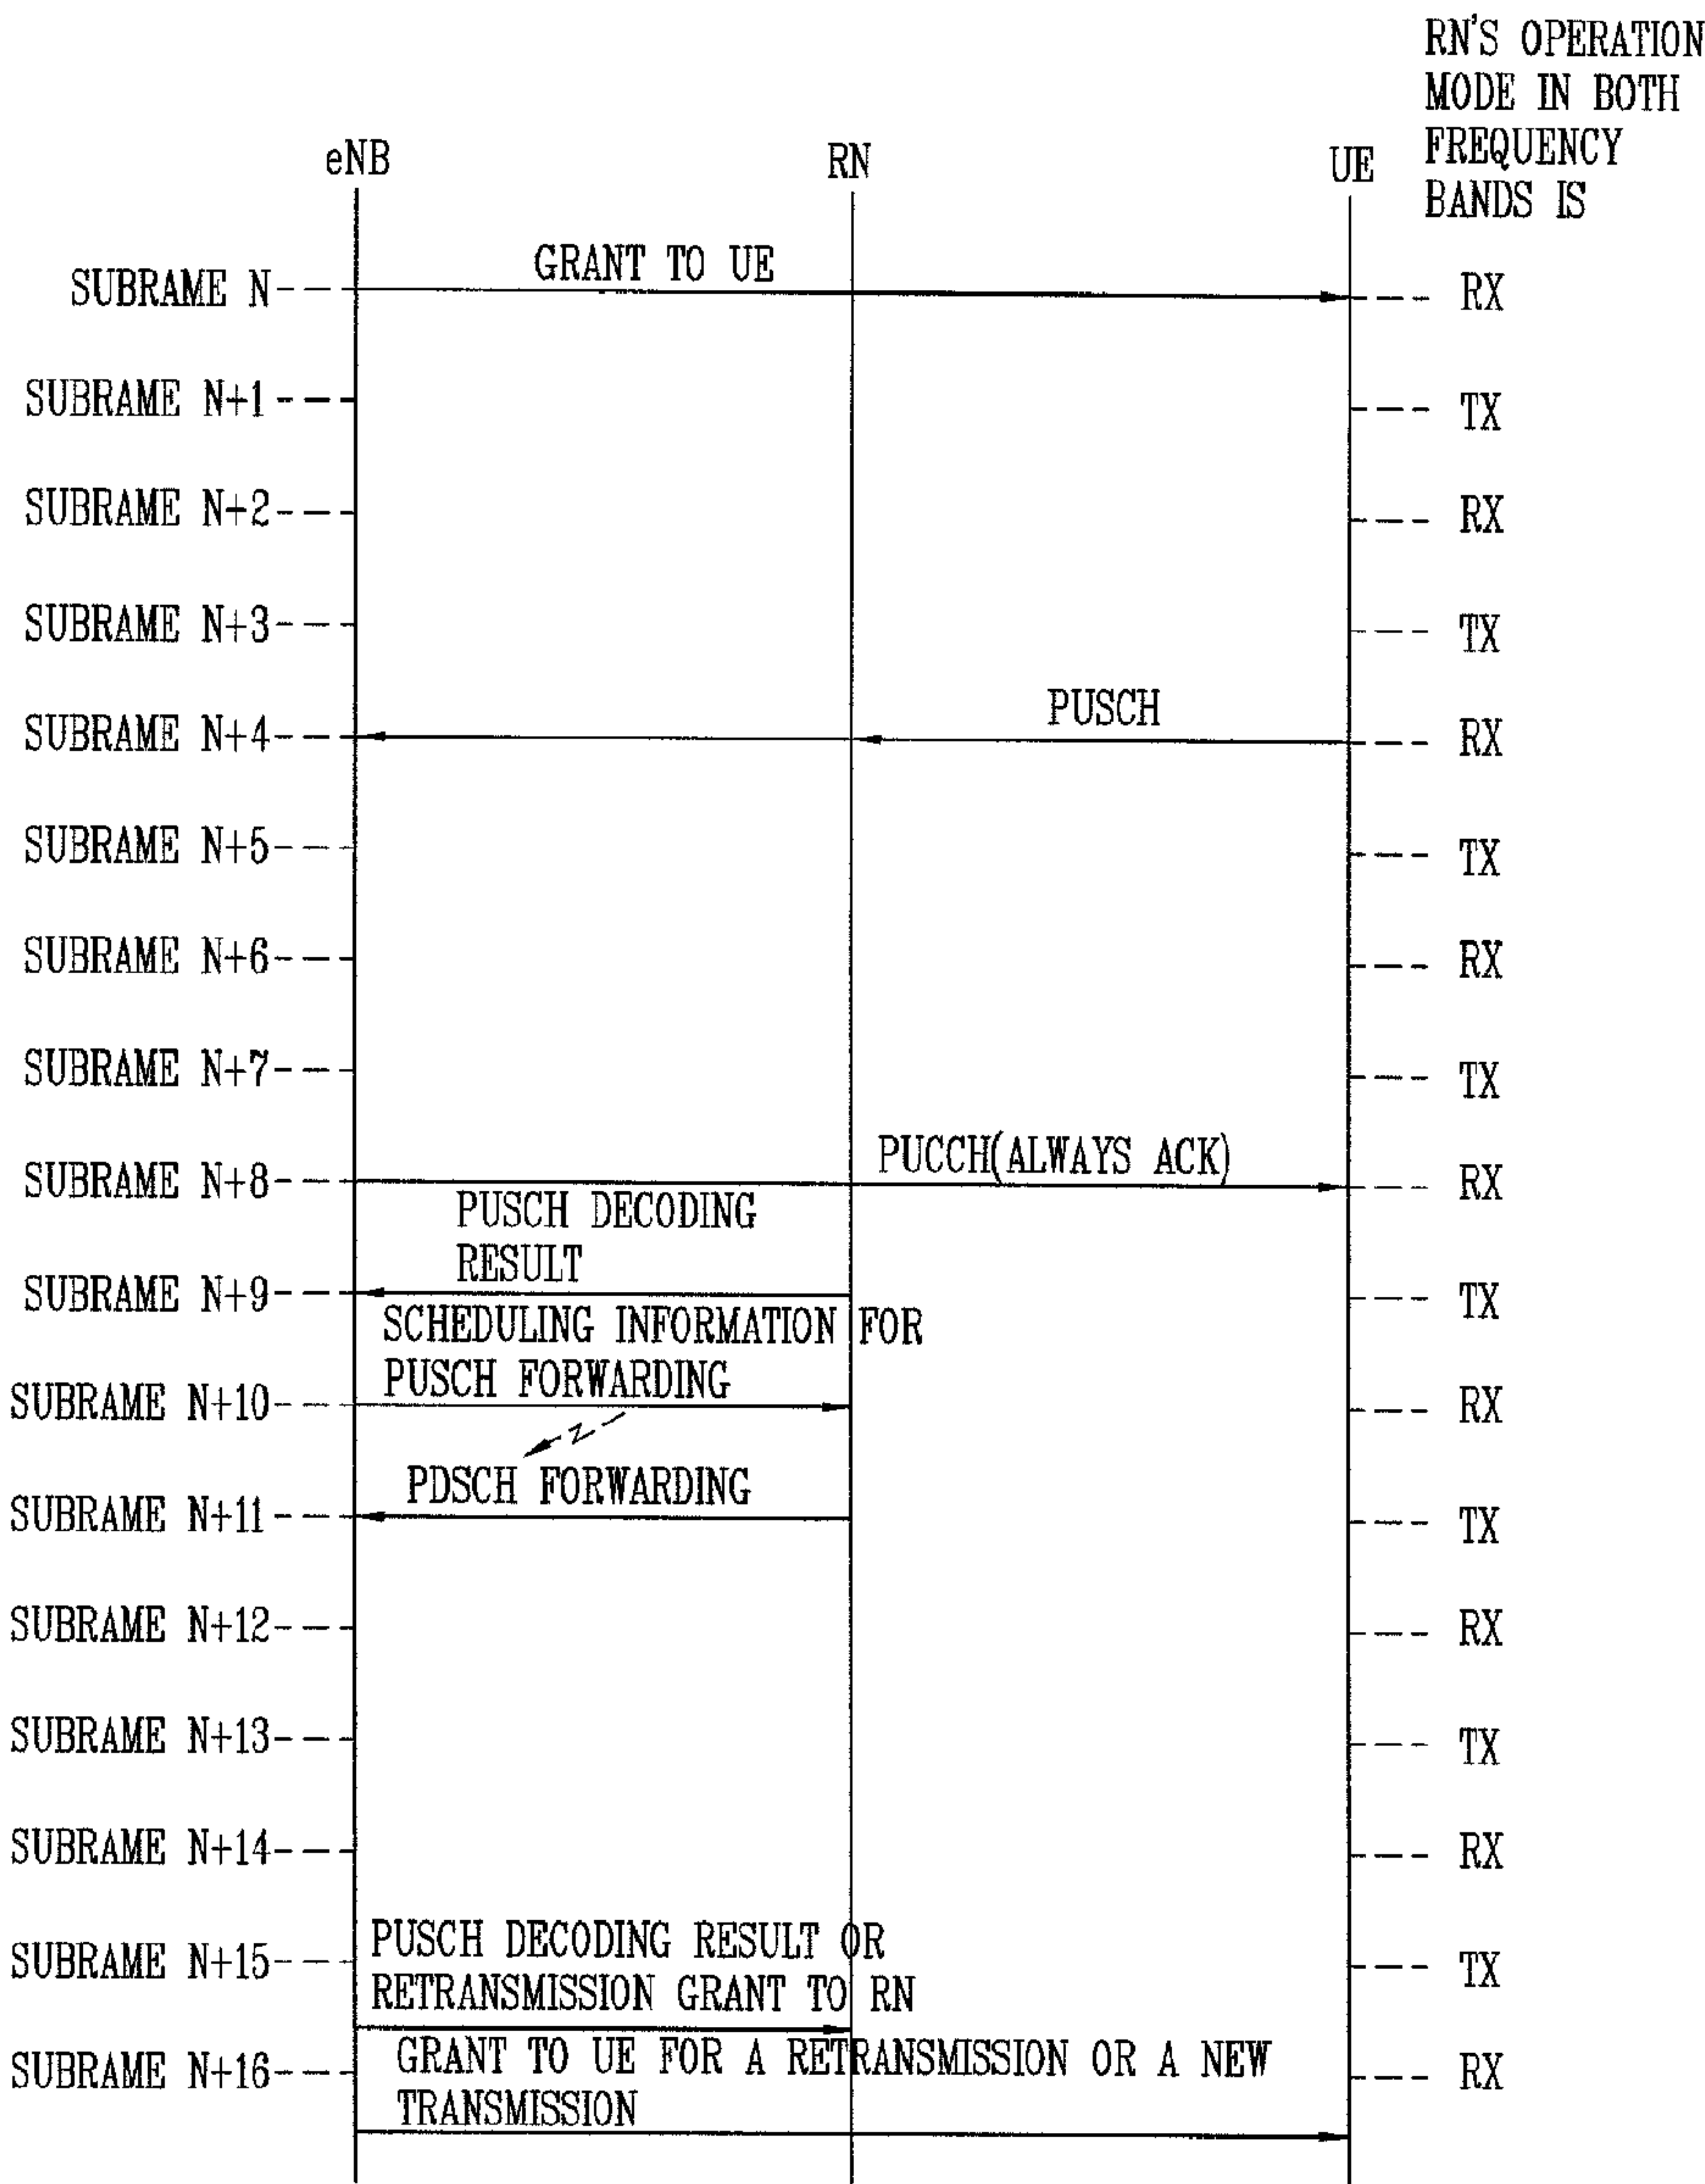 RN'S OPERATION
MODE IN BOTH
FREQUENCY
BANDS IS
eNB
RN
UE
GRANT TO UE
SUBRAME N
RX
SUBRAME N+1
TX
SUBRAME N+2
RX
SUBRAME N+3
TX
PUSCH
SUBRAME N+4
RX
SUBRAME N+5
TX
SUBRAME N+6
RX
SUBRAME N+7
TX
PUCCH(ALWAYS ACK)
SUBRAME N+8
RX
PUSCH DECODING
RESULT
SUBRAME N+9
TX
SCHEDULING INFORMATION FOR
PUSCH FORWARDING
SUBRAME N+10
RX
PDSCH FORWARDING
SUBRAME N+11
TX
SUBRAME N+12
RX
SUBRAME N+13
TX
SUBRAME N+14
RX
PUSCH DECODING RESULT OR
RETRANSMISSION GRANT TO RN
SUBRAME N+15
TX
GRANT TO UE FOR A RETRANSMISSION OR A NEW
TRANSMISSION
SUBRAME N+16
RX